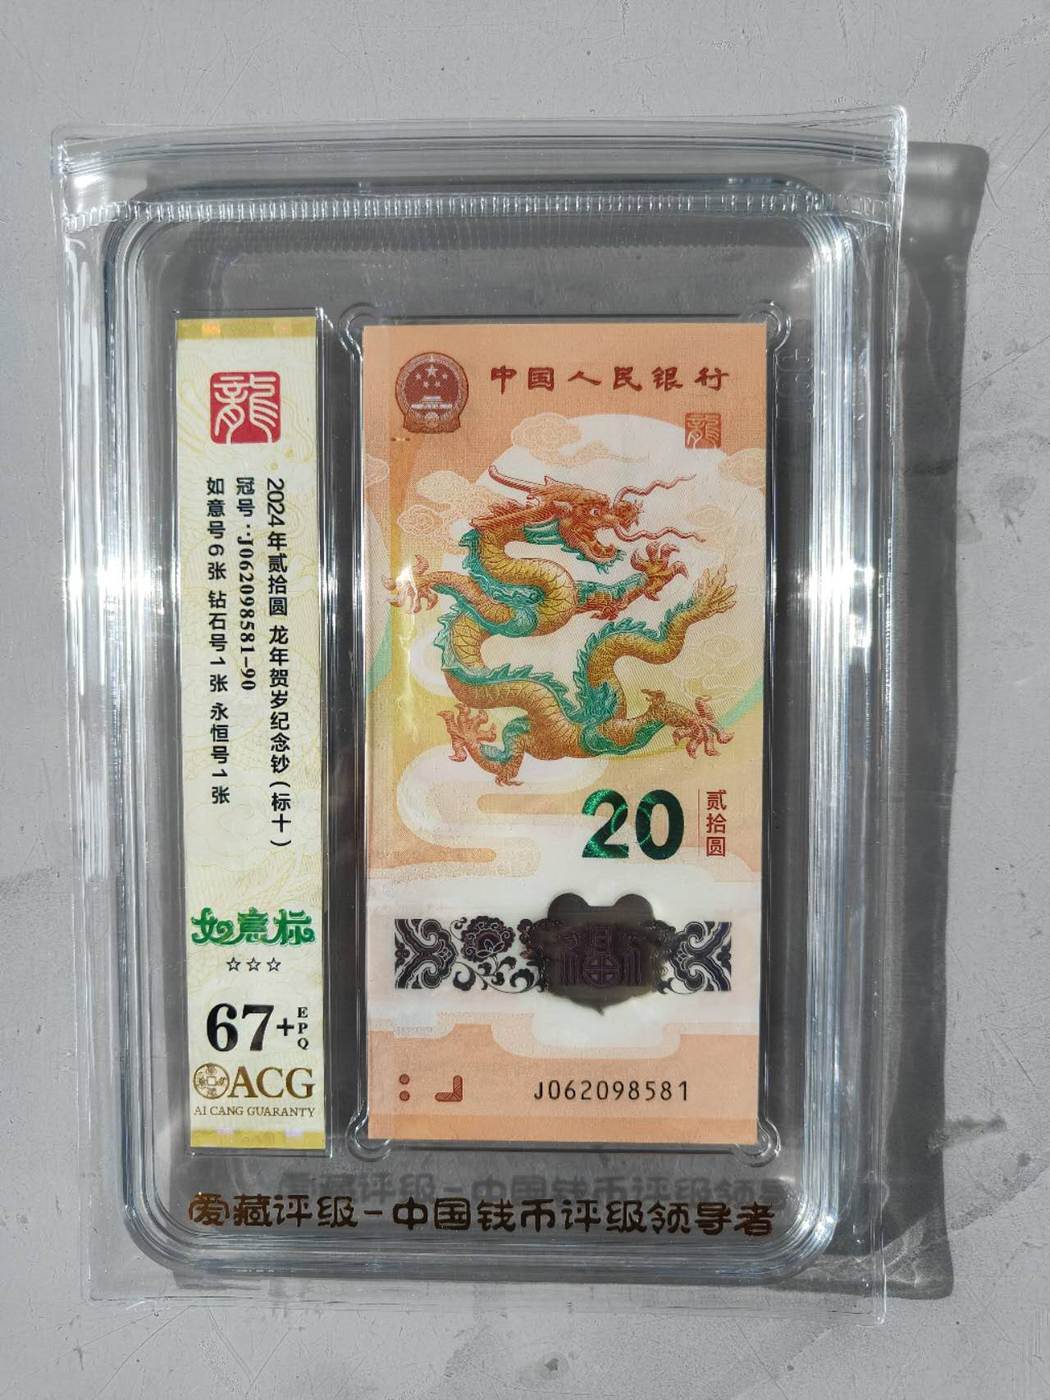 龍
2024年贰拾圆 龙年贺岁纪念钞(标十)
冠号:J062098581-90
如意号6张 钻石号1张 永恒号1张
如意标
☆☆☆
67+EPQ
ACG
AI CANG GUARANTY
中国人民银行
龍
20
贰拾圆
福
J062098581
爱藏评级-中国钱币评级领导者